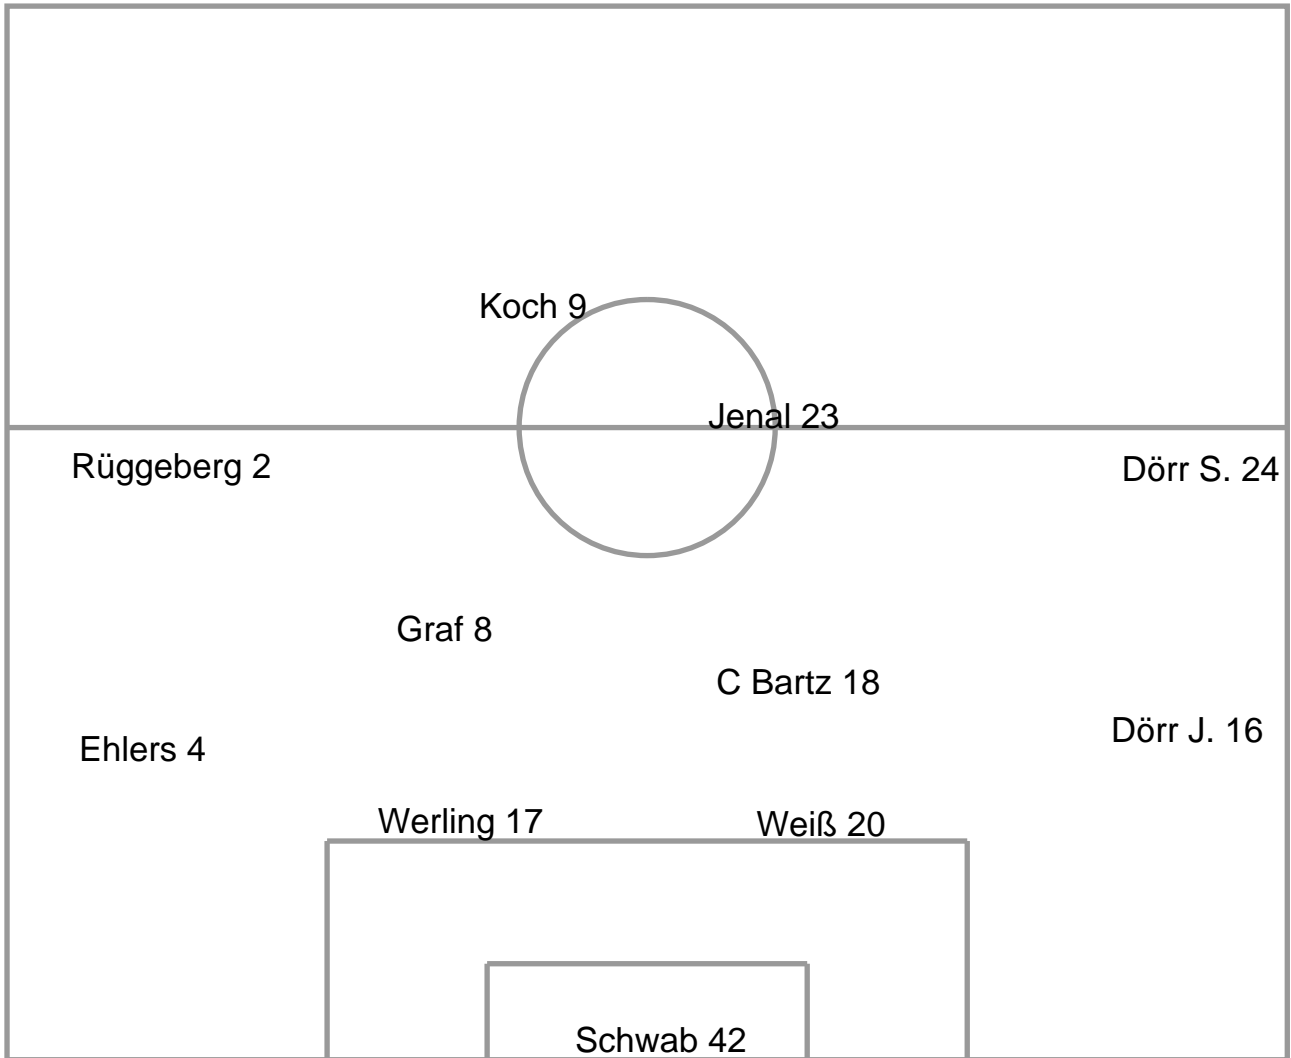 Koch 9
Jenal 23
Rüggeberg 2
Dörr S. 24
Graf 8
C Bartz 18
Dörr J. 16
Ehlers 4
Werling 17
Weiß 20
Schwab 42